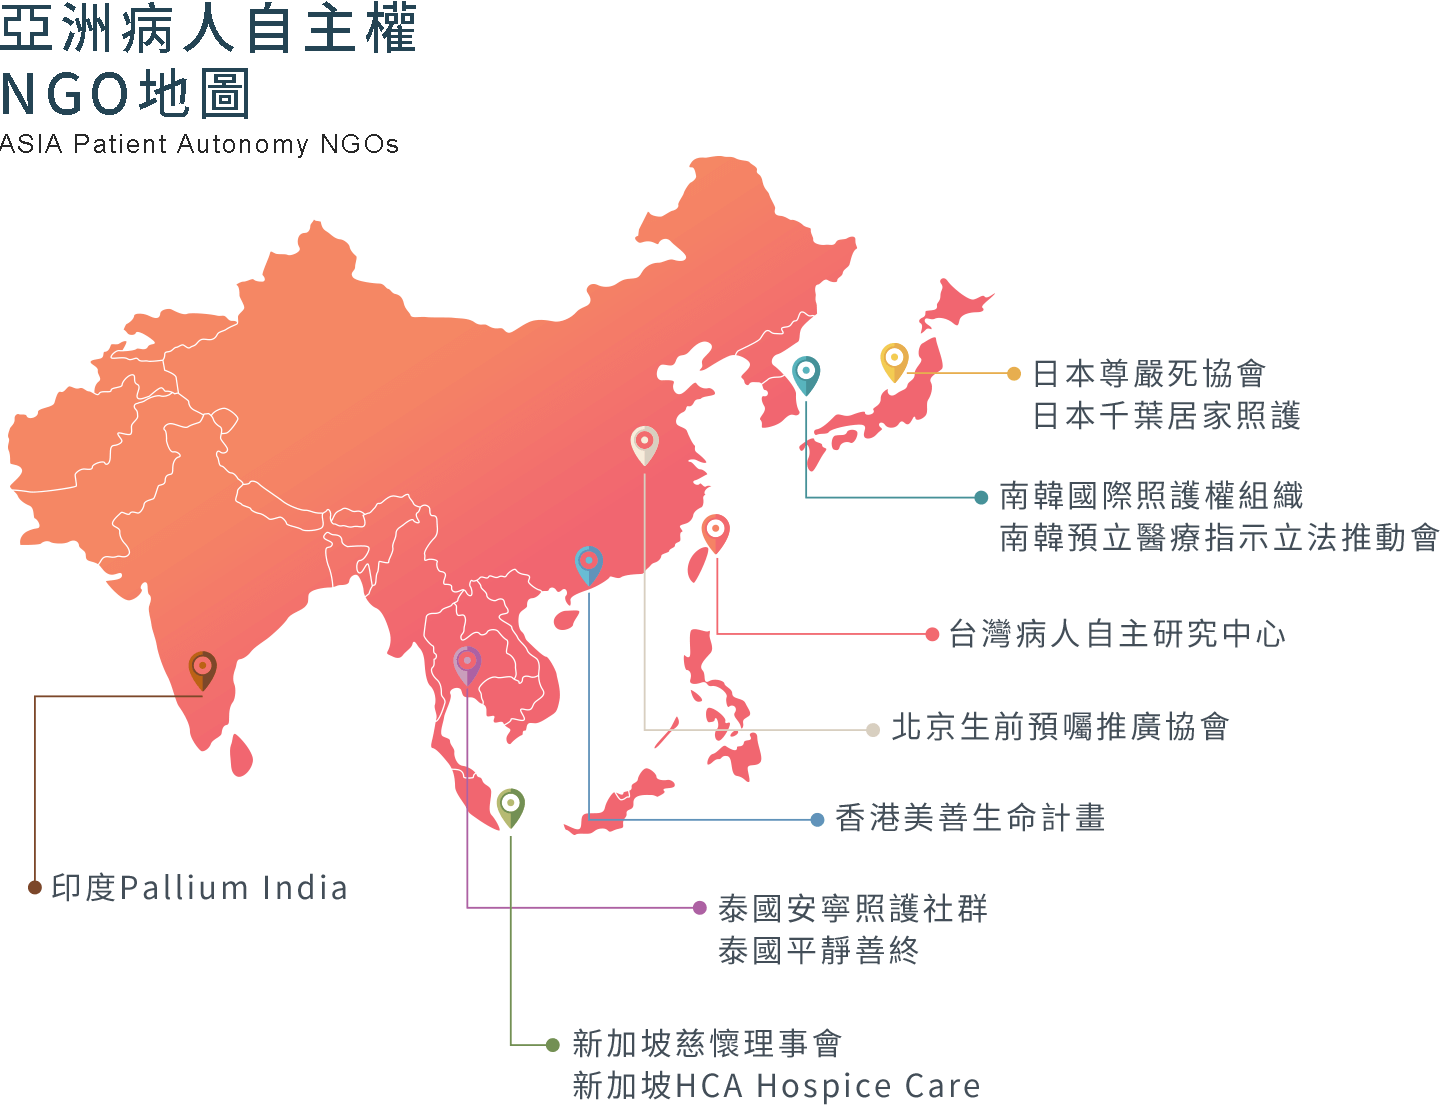 亞洲病人自主權
NGO地圖
ASIA Patient Autonomy NGOs
日本尊嚴死協會
日本千葉居家照護
南韓國際照護權組織
南韓預立醫療指示立法推動會
台灣病人自主研究中心
北京生前預囑推廣協會
香港美善生命計畫
印度Pallium India
泰國安寧照護社群
泰國平靜善終
新加坡慈懷理事會
新加坡HCA Hospice Care